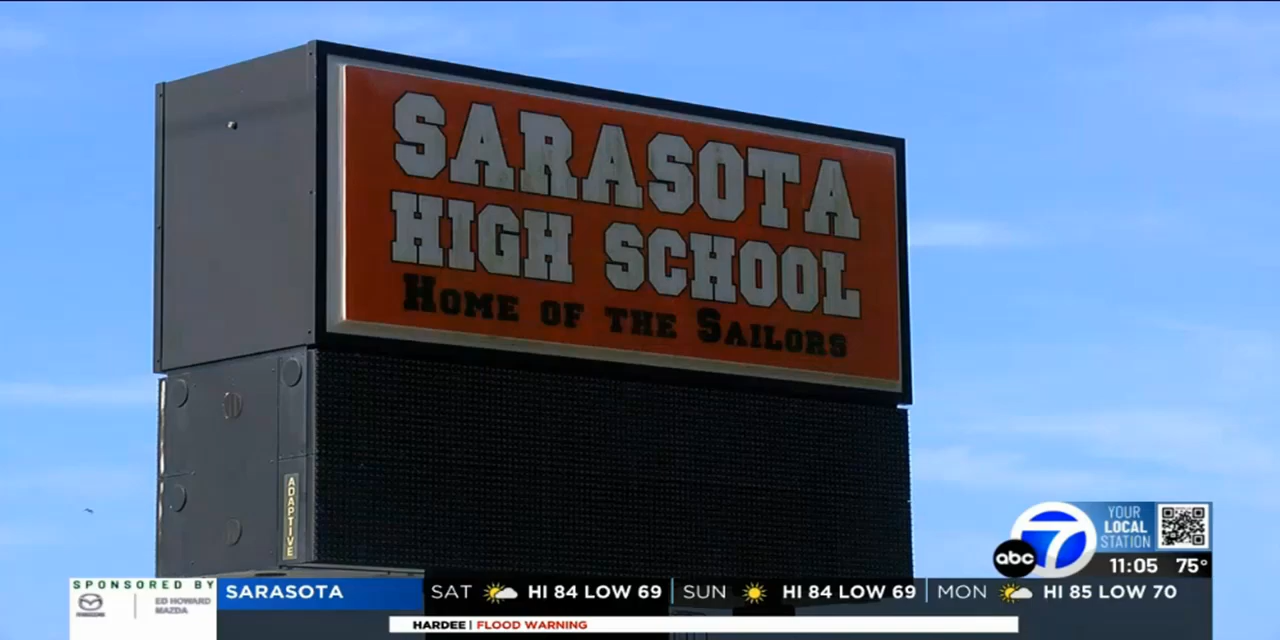 SARASOTA
HIGH SCHOOL
HOME OF THE SAILORS
ADAPTIVE
YOUR
LOCAL
STATION
abc 7
11:05 75°
SPONSORED BY
mazda
ED HOWARD
MAZDA
SARASOTA
SAT HI 84 LOW 69 SUN HI 84 LOW 69 MON HI 85 LOW 70
HARDEE | FLOOD WARNING